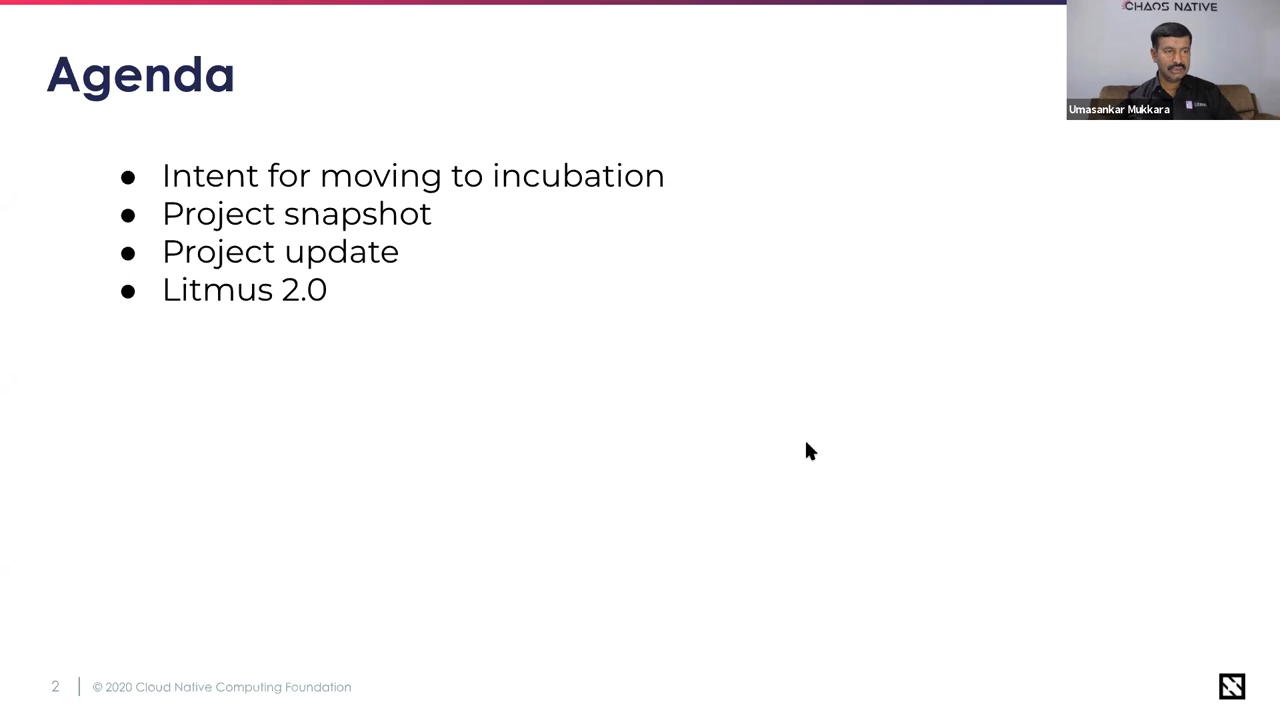 CHAOS NATIVE
Umasankar Mukkara
Agenda
● Intent for moving to incubation
● Project snapshot
● Project update
● Litmus 2.0
2
© 2020 Cloud Native Computing Foundation